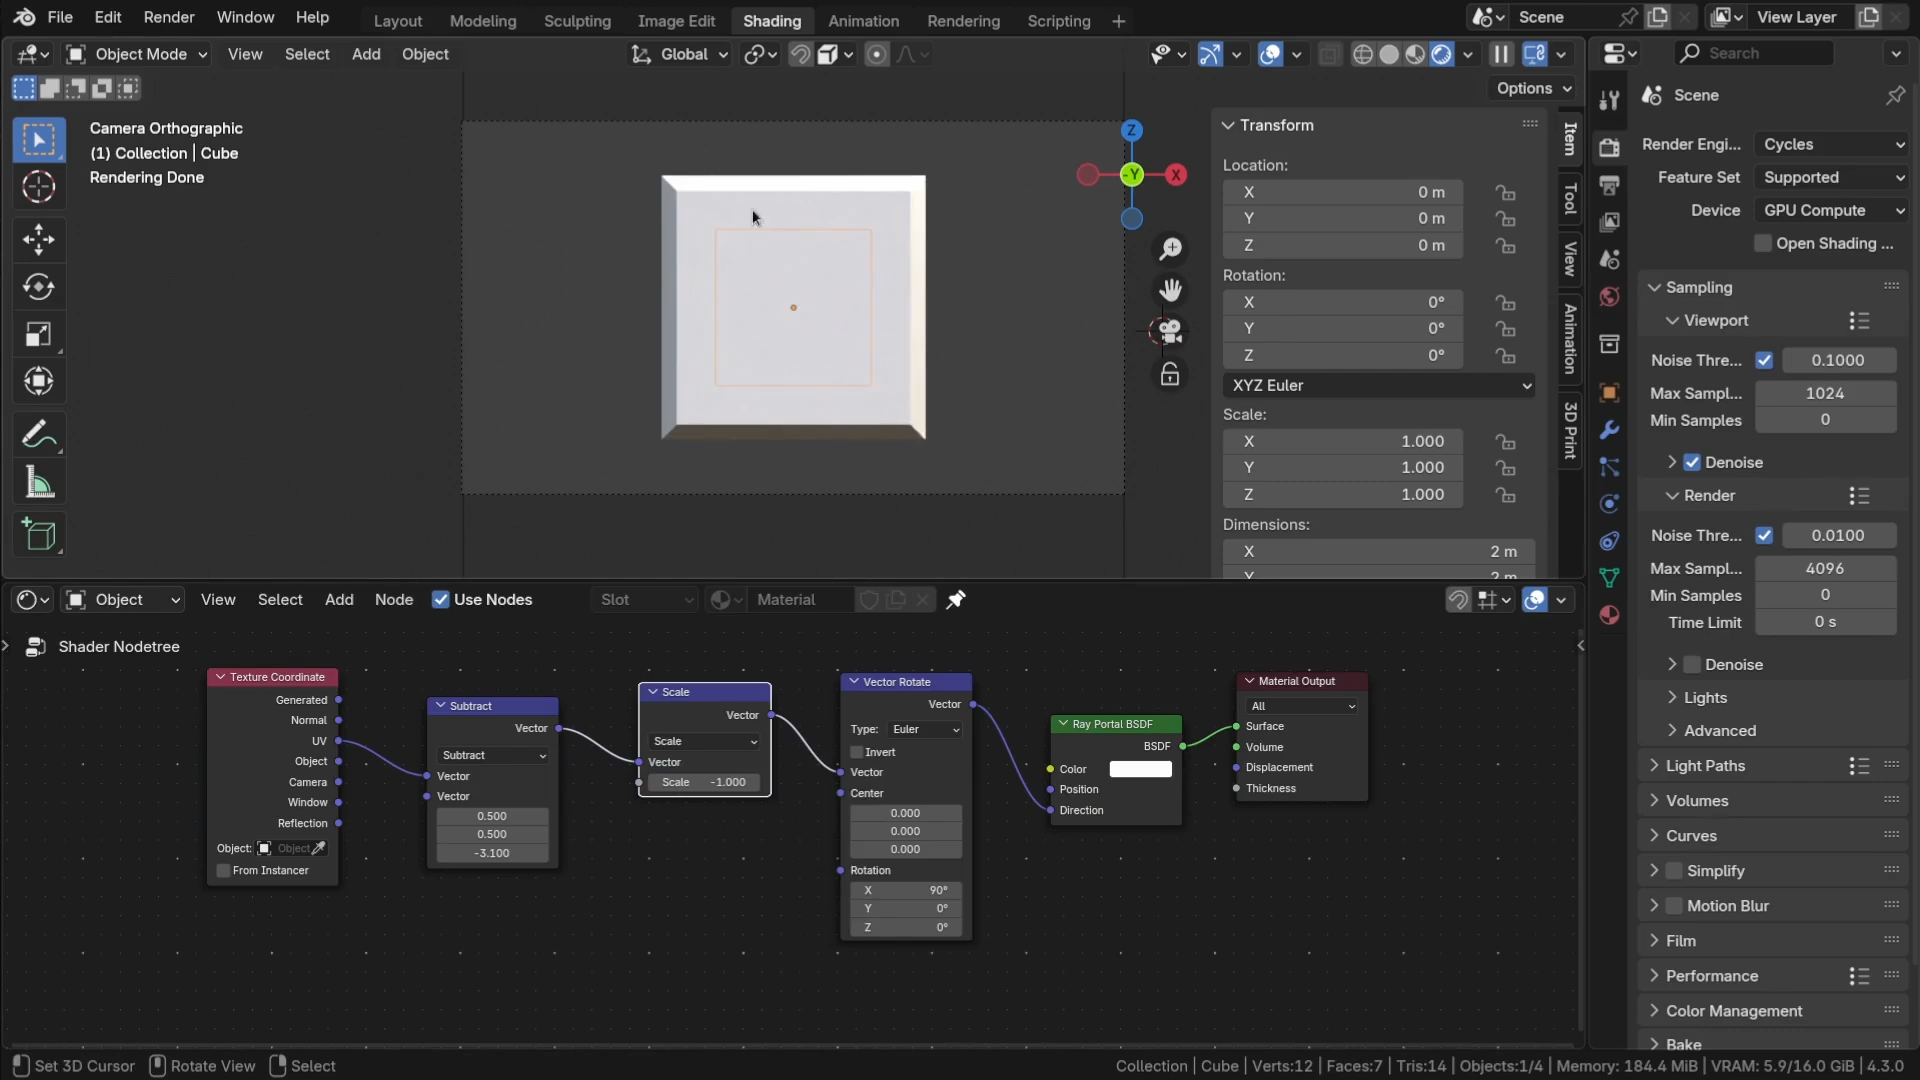 File Edit Render Window Help Layout Modeling Sculpting Image Edit Shading Animation Rendering Scripting + Scene View Layer
Object Mode View Select Add Object Global Search
Options
Camera Orthographic
(1) Collection | Cube
Rendering Done
Z
-Y
X
Transform
Location:
X 0 m
Y 0 m
Z 0 m
Rotation:
X 0°
Y 0°
Z 0°
XYZ Euler
Scale:
X 1.000
Y 1.000
Z 1.000
Dimensions:
X 2 m
Y 2 m
Item
Tool
View
Animation
3D Print
Scene
Render Engi... Cycles
Feature Set Supported
Device GPU Compute
Open Shading ...
Sampling
Viewport
Noise Thre... 0.1000
Max Sampl... 1024
Min Samples 0
Denoise
Render
Noise Thre... 0.0100
Max Sampl... 4096
Min Samples 0
Time Limit 0 s
Denoise
Lights
Advanced
Light Paths
Volumes
Curves
Simplify
Motion Blur
Film
Performance
Color Management
Bake
Object View Select Add Node Use Nodes Slot Material
Shader Nodetree
Texture Coordinate
Generated
Normal
UV
Object
Camera
Window
Reflection
Object: Object
From Instancer
Subtract
Vector
Subtract
Vector
Vector
0.500
0.500
-3.100
Scale
Vector
Scale
Vector
Scale -1.000
Vector Rotate
Vector
Type: Euler
Invert
Vector
Center
0.000
0.000
0.000
Rotation
X 90°
Y 0°
Z 0°
Ray Portal BSDF
BSDF
Color
Position
Direction
Material Output
All
Surface
Volume
Displacement
Thickness
Set 3D Cursor Rotate View Select Collection | Cube | Verts:12 | Faces:7 | Tris:14 | Objects:1/4 | Memory: 184.4 MiB | VRAM: 5.9/16.0 GiB | 4.3.0